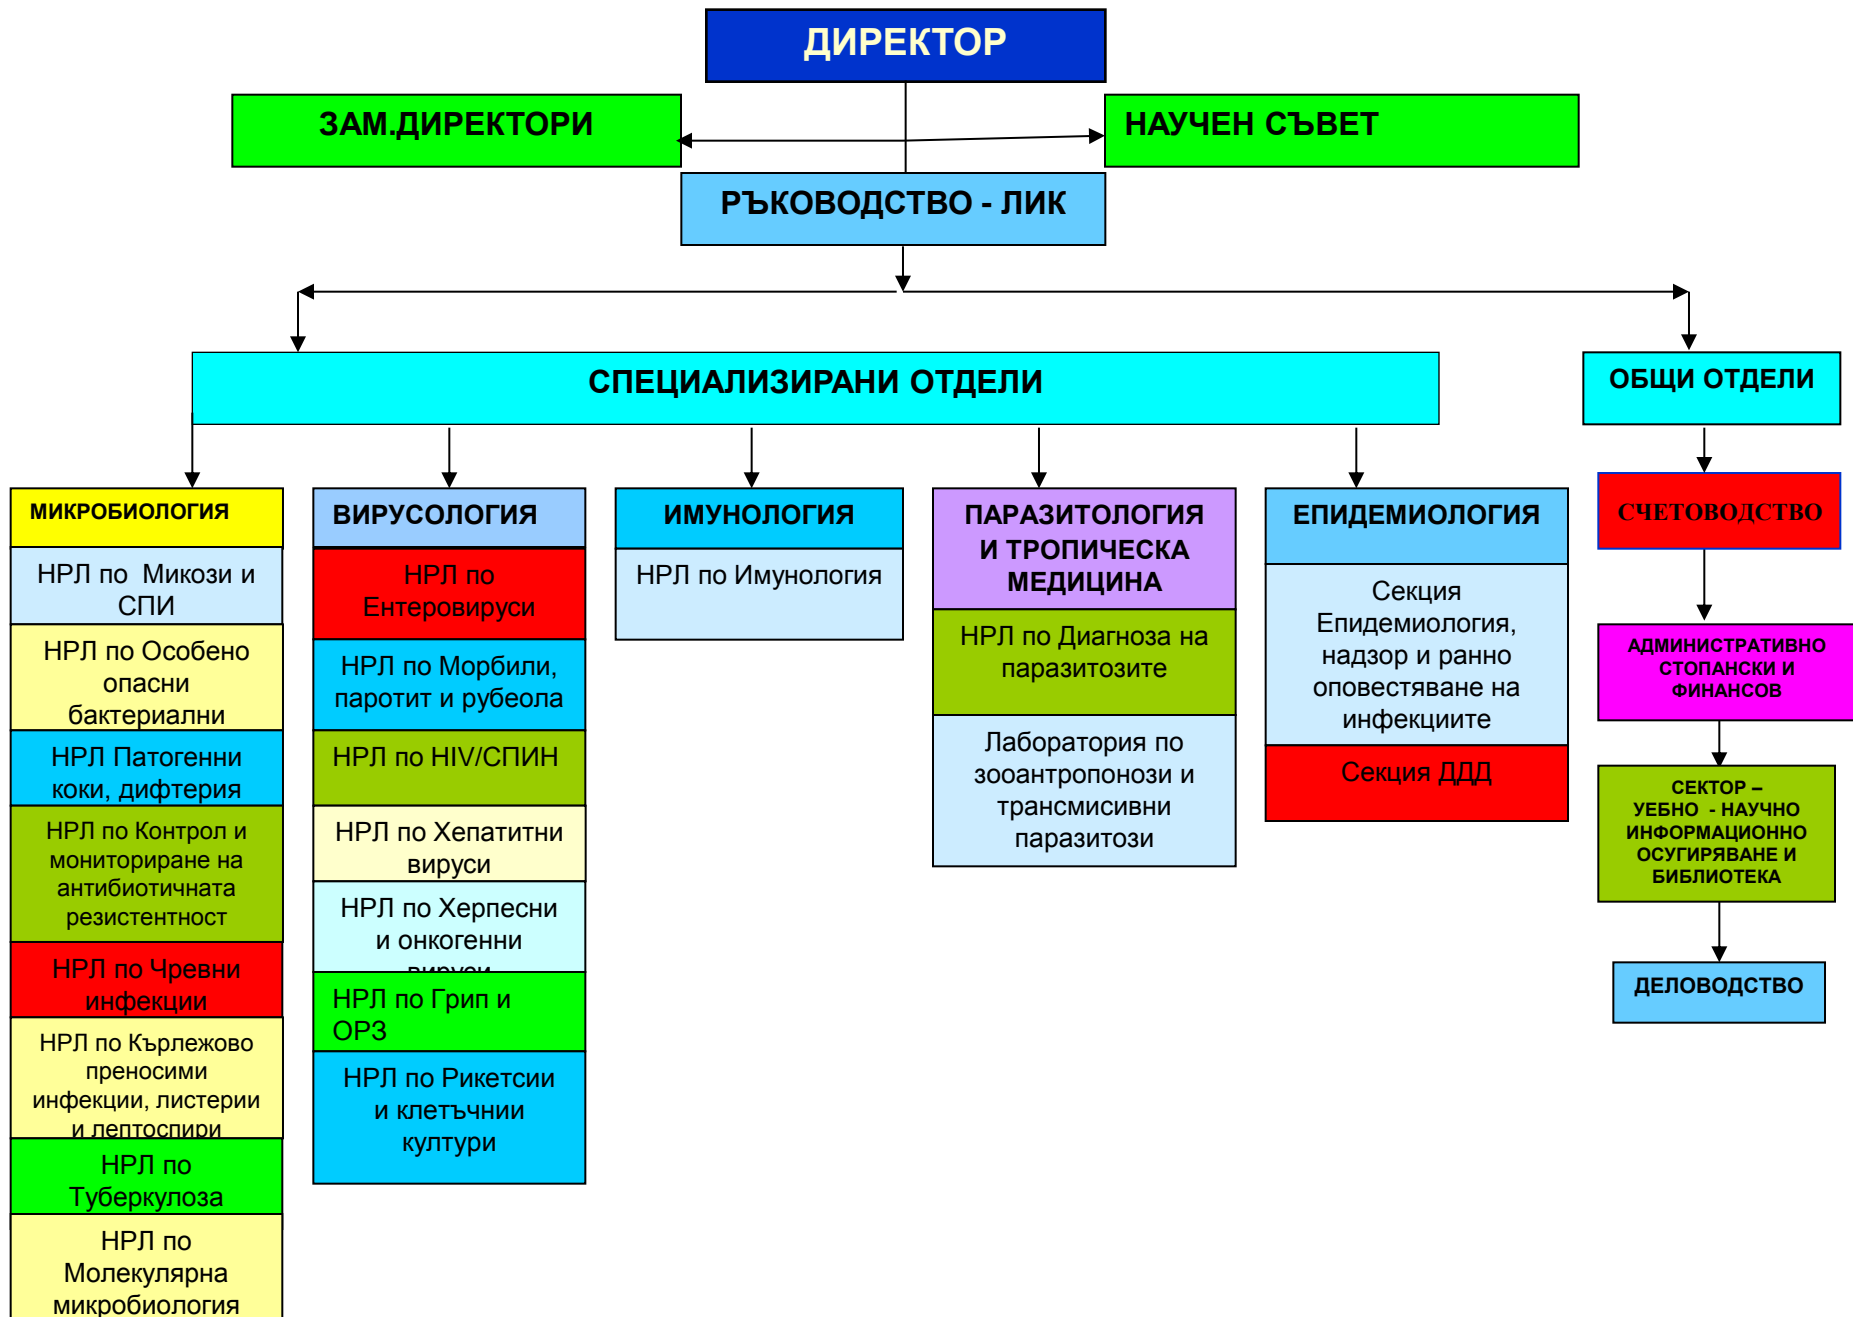 ДИРЕКТОР
ЗАМ.ДИРЕКТОРИ
НАУЧЕН СЪВЕТ
РЪКОВОДСТВО - ЛИК
СПЕЦИАЛИЗИРАНИ ОТДЕЛИ
ОБЩИ ОТДЕЛИ
МИКРОБИОЛОГИЯ
НРЛ по Микози и
СПИ
НРЛ по Особено
опасни
бактериални
НРЛ Патогенни
коки, дифтерия
НРЛ по Контрол и
мониториране на
антибиотичната
резистентност
НРЛ по Чревни
инфекции
НРЛ по Кърлежово
преносими
инфекции, листерии
и лептоспири
НРЛ по
Туберкулоза
НРЛ по
Молекулярна
микробиология
ВИРУСОЛОГИЯ
НРЛ по
Ентеровируси
НРЛ по Морбили,
паротит и рубеола
НРЛ по HIV/СПИН
НРЛ по Хепатитни
вируси
НРЛ по Херпесни
и онкогенни
вируси
НРЛ по Грип и
ОРЗ
НРЛ по Рикетсии
и клетъчнии
култури
ИМУНОЛОГИЯ
НРЛ по Имунология
ПАРАЗИТОЛОГИЯ
И ТРОПИЧЕСКА
МЕДИЦИНА
НРЛ по Диагноза на
паразитозите
Лаборатория по
зооантропонози и
трансмисивни
паразитози
ЕПИДЕМИОЛОГИЯ
Секция
Епидемиология,
надзор и ранно
оповестяване на
инфекциите
Секция ДДД
СЧЕТОВОДСТВО
АДМИНИСТРАТИВНО
СТОПАНСКИ И
ФИНАНСОВ
СЕКТОР –
УЕБНО - НАУЧНО
ИНФОРМАЦИОННО
ОСУГИРЯВАНЕ И
БИБЛИОТЕКА
ДЕЛОВОДСТВО